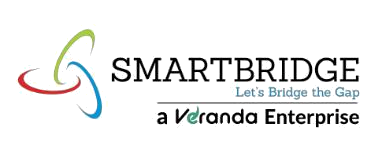 SMARTBRIDGE
Let's Bridge the Gap
a Veranda Enterprise